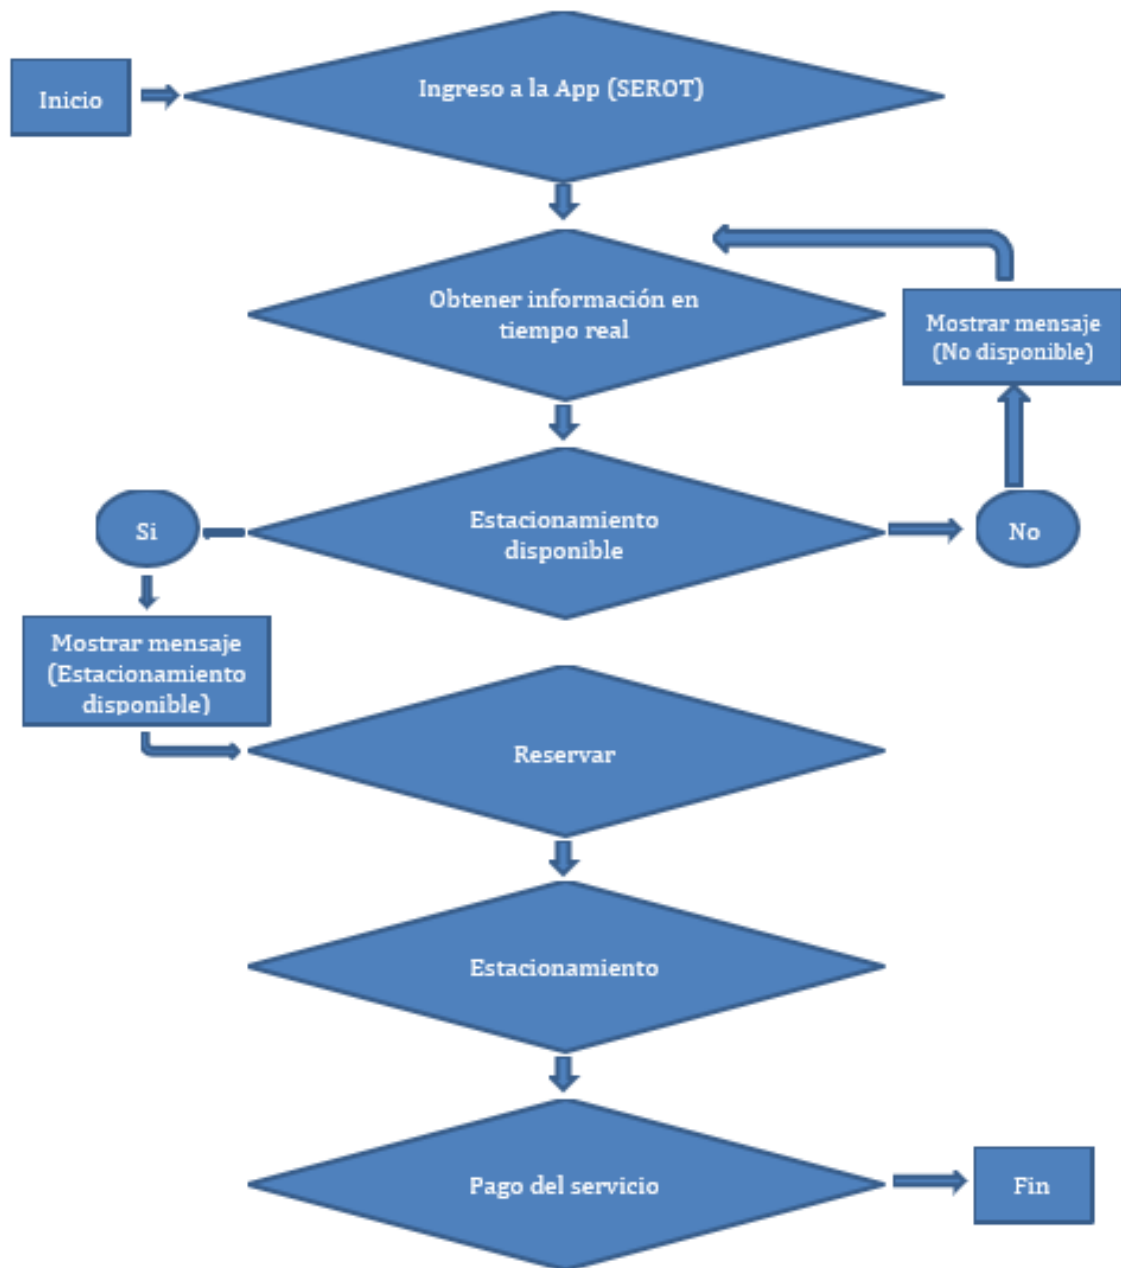 Inicio
Ingreso a la App (SEROT)
Obtener información en
tiempo real
Mostrar mensaje
(No disponible)
Estacionamiento
disponible
Si
No
Mostrar mensaje
(Estacionamiento
disponible)
Reservar
Estacionamiento
Pago del servicio
Fin